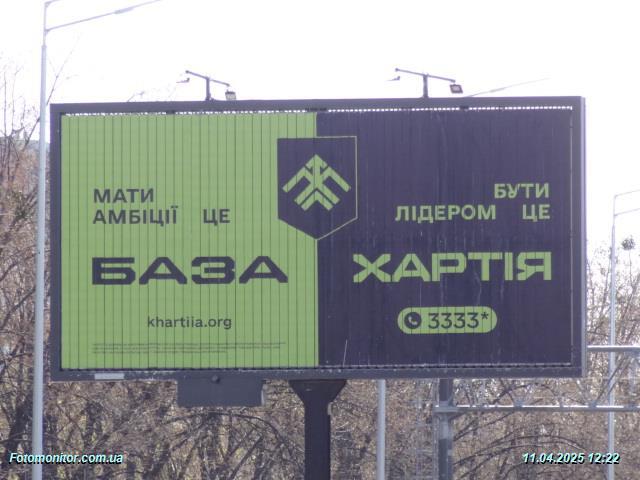 МАТИ
АМБІЦІЇ ЦЕ
БАЗА
khartiia.org
БУТИ
ЛІДЕРОМ ЦЕ
ХАРТІЯ
3333*
Fotomonitor.com.ua
11.04.2025 12:22